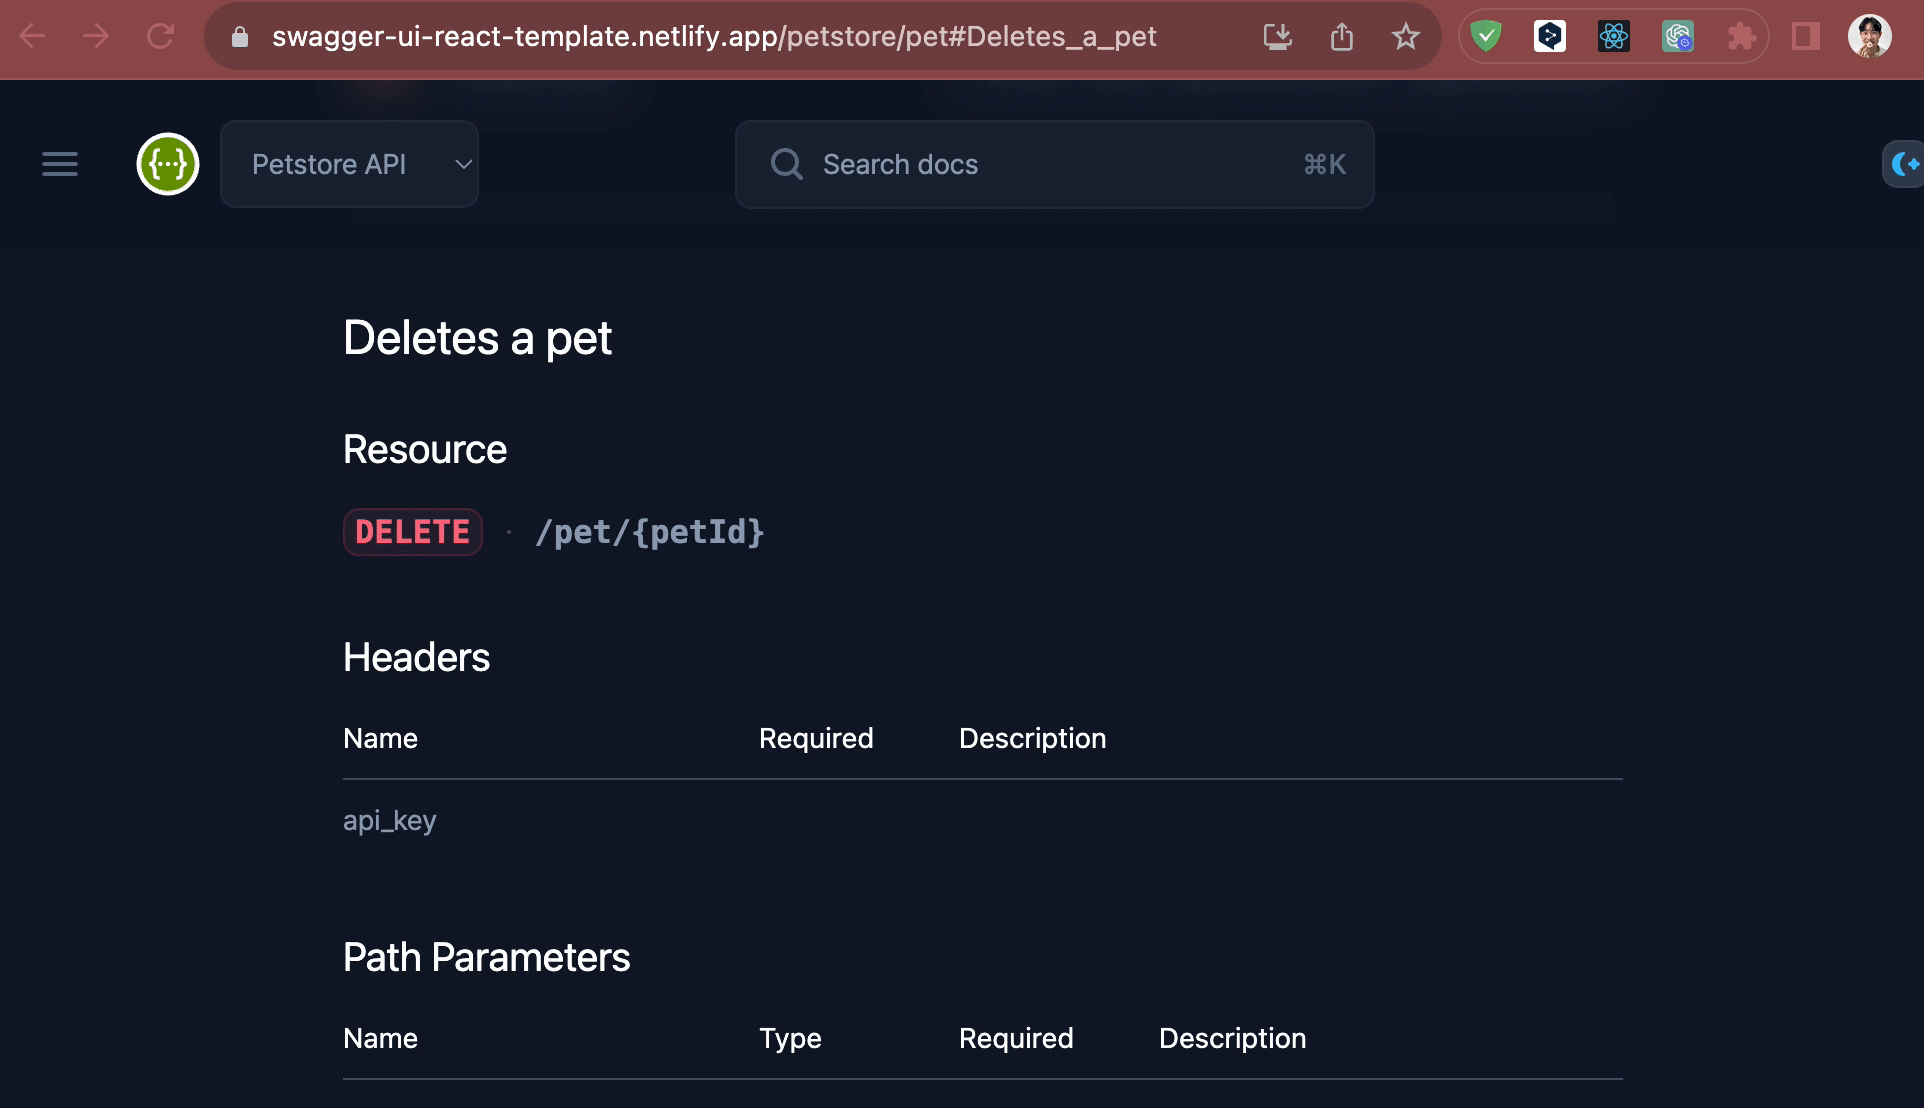 swagger-ui-react-template.netlify.app/petstore/pet#Deletes_a_pet
{···} Petstore API Search docs ⌘K
Deletes a pet
Resource
DELETE · /pet/{petId}
Headers
Name Required Description
api_key
Path Parameters
Name Type Required Description